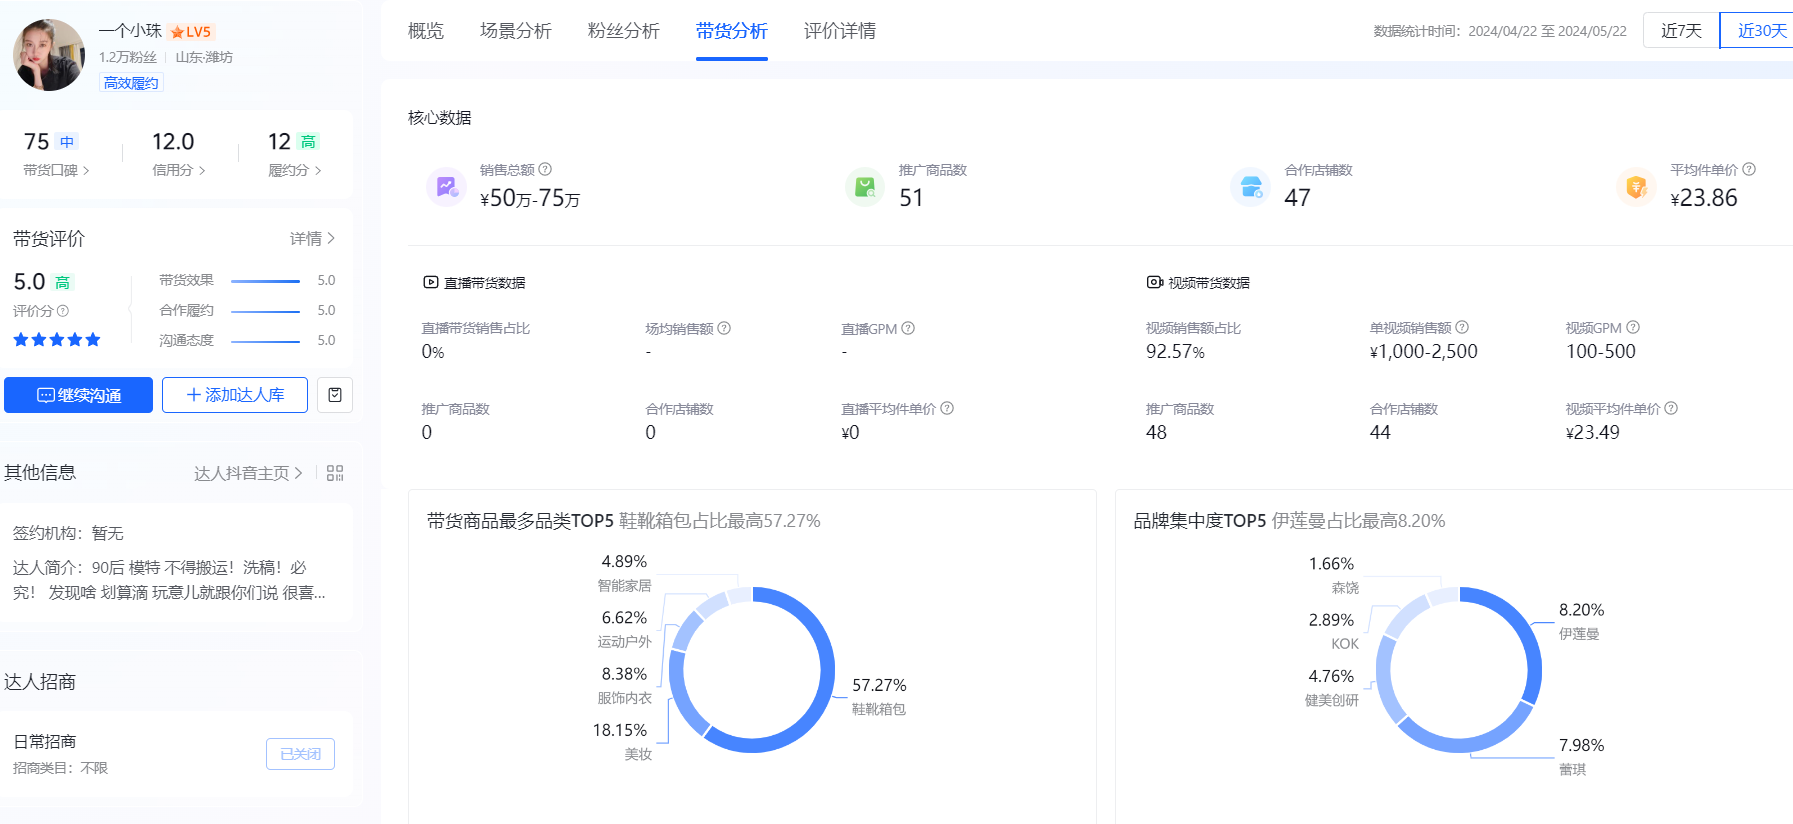 一个小珠 LV5
1.2万粉丝 山东·潍坊
高效履约
75 中 12.0 12 高
带货口碑 信用分 履约分
带货评价 详情
5.0 高
评价分
带货效果 5.0
合作履约 5.0
沟通态度 5.0
继续沟通 添加达人库
其他信息 达人抖音主页
签约机构：暂无
达人简介：90后 模特 不得搬运！洗稿！必
究！ 发现啥 划算滴 玩意儿就跟你们说 很喜...
达人招商
日常招商
招商类目：不限
已关闭
概览 场景分析 粉丝分析 带货分析 评价详情
数据统计时间：2024/04/22 至 2024/05/22 近7天 近30天
核心数据
销售总额 推广商品数 合作店铺数 平均件单价
¥50万-75万 51 47 ¥23.86
直播带货数据
直播带货销售占比 场均销售额 直播GPM
0% - -
推广商品数 合作店铺数 直播平均件单价
0 0 ¥0
视频带货数据
视频销售额占比 单视频销售额 视频GPM
92.57% ¥1,000-2,500 100-500
推广商品数 合作店铺数 视频平均件单价
48 44 ¥23.49
带货商品最多品类TOP5 鞋靴箱包占比最高57.27%
4.89%
智能家居
6.62%
运动户外
8.38%
服饰内衣
18.15%
美妆
57.27%
鞋靴箱包
品牌集中度TOP5 伊莲曼占比最高8.20%
1.66%
森饶
2.89%
KOK
4.76%
健美创研
8.20%
伊莲曼
7.98%
蕾琪